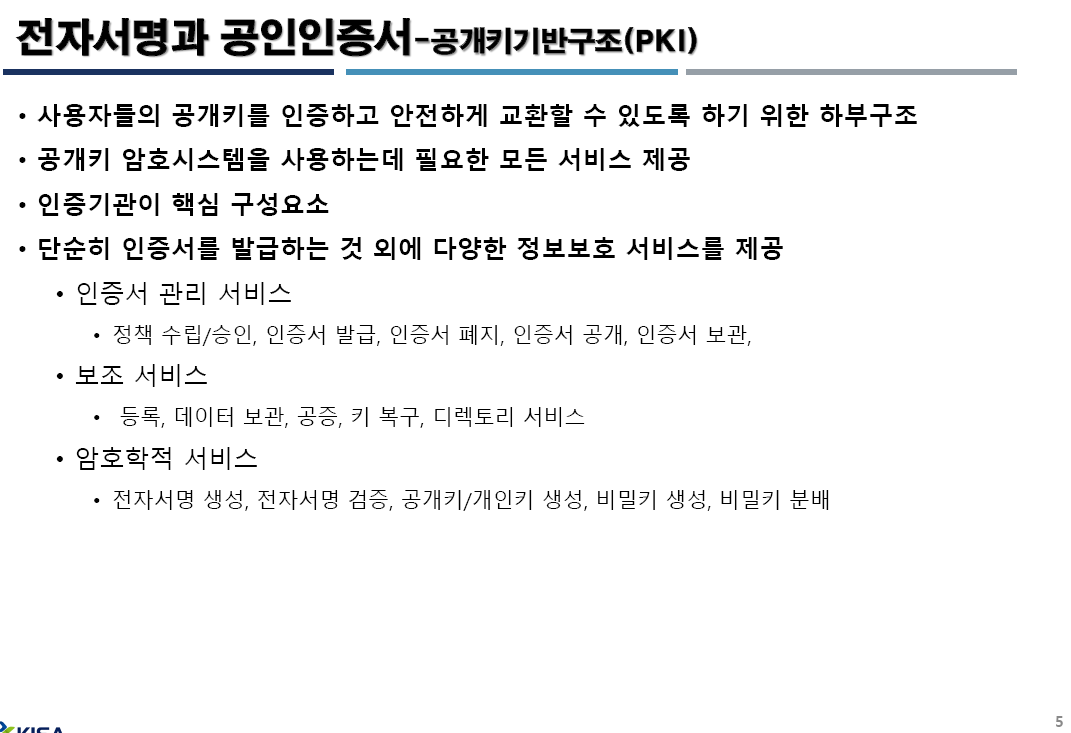 전자서명과 공인인증서-공개키기반구조(PKI)
• 사용자들의 공개키를 인증하고 안전하게 교환할 수 있도록 하기 위한 하부구조
• 공개키 암호시스템을 사용하는데 필요한 모든 서비스 제공
• 인증기관이 핵심 구성요소
• 단순히 인증서를 발급하는 것 외에 다양한 정보보호 서비스를 제공
• 인증서 관리 서비스
• 정책 수립/승인, 인증서 발급, 인증서 폐지, 인증서 공개, 인증서 보관,
• 보조 서비스
• 등록, 데이터 보관, 공증, 키 복구, 디렉토리 서비스
• 암호학적 서비스
• 전자서명 생성, 전자서명 검증, 공개키/개인키 생성, 비밀키 생성, 비밀키 분배
KISA
5